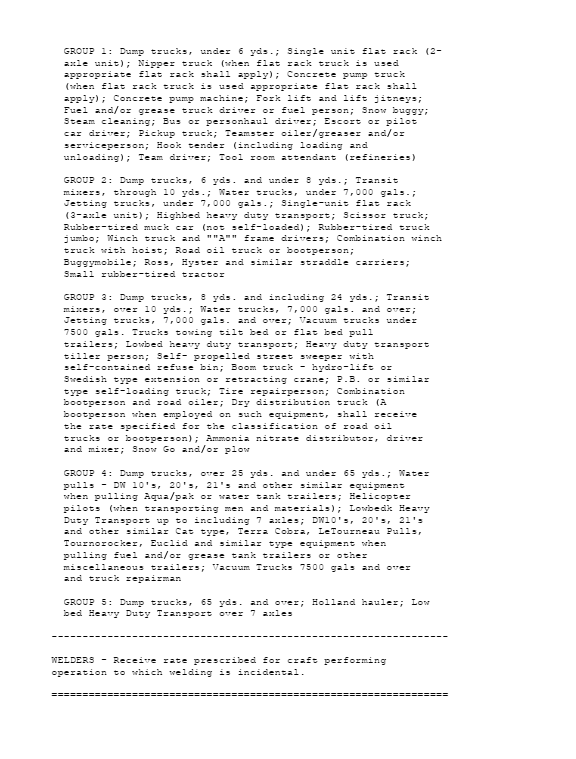 GROUP 1: Dump trucks, under 6 yds.; Single unit flat rack (2-
axle unit); Nipper truck (when flat rack truck is used
appropriate flat rack shall apply); Concrete pump truck
(when flat rack truck is used appropriate flat rack shall
apply); Concrete pump machine; Fork lift and lift jitneys;
Fuel and/or grease truck driver or fuel person; Snow buggy;
Steam cleaning; Bus or personhaul driver; Escort or pilot
car driver; Pickup truck; Teamster oiler/greaser and/or
serviceperson; Hook tender (including loading and
unloading); Team driver; Tool room attendant (refineries)
GROUP 2: Dump trucks, 6 yds. and under 8 yds.; Transit
mixers, through 10 yds.; Water trucks, under 7,000 gals.;
Jetting trucks, under 7,000 gals.; Single-unit flat rack
(3-axle unit); Highbed heavy duty transport; Scissor truck;
Rubber-tired muck car (not self-loaded); Rubber-tired truck
jumbo; Winch truck and ""A"" frame drivers; Combination winch
truck with hoist; Road oil truck or bootperson;
Buggymobile; Ross, Hyster and similar straddle carriers;
Small rubber-tired tractor
GROUP 3: Dump trucks, 8 yds. and including 24 yds.; Transit
mixers, over 10 yds.; Water trucks, 7,000 gals. and over;
Jetting trucks, 7,000 gals. and over; Vacuum trucks under
7500 gals. Trucks towing tilt bed or flat bed pull
trailers; Lowbed heavy duty transport; Heavy duty transport
tiller person; Self- propelled street sweeper with
self-contained refuse bin; Boom truck - hydro-lift or
Swedish type extension or retracting crane; P.B. or similar
type self-loading truck; Tire repairperson; Combination
bootperson and road oiler; Dry distribution truck (A
bootperson when employed on such equipment, shall receive
the rate specified for the classification of road oil
trucks or bootperson); Ammonia nitrate distributor, driver
and mixer; Snow Go and/or plow
GROUP 4: Dump trucks, over 25 yds. and under 65 yds.; Water
pulls - DW 10's, 20's, 21's and other similar equipment
when pulling Aqua/pak or water tank trailers; Helicopter
pilots (when transporting men and materials); Lowbedk Heavy
Duty Transport up to including 7 axles; DW10's, 20's, 21's
and other similar Cat type, Terra Cobra, LeTourneau Pulls,
Tournorocker, Euclid and similar type equipment when
pulling fuel and/or grease tank trailers or other
miscellaneous trailers; Vacuum Trucks 7500 gals and over
and truck repairman
GROUP 5: Dump trucks, 65 yds. and over; Holland hauler; Low
bed Heavy Duty Transport over 7 axles
----------------------------------------------------------------
WELDERS - Receive rate prescribed for craft performing
operation to which welding is incidental.
================================================================